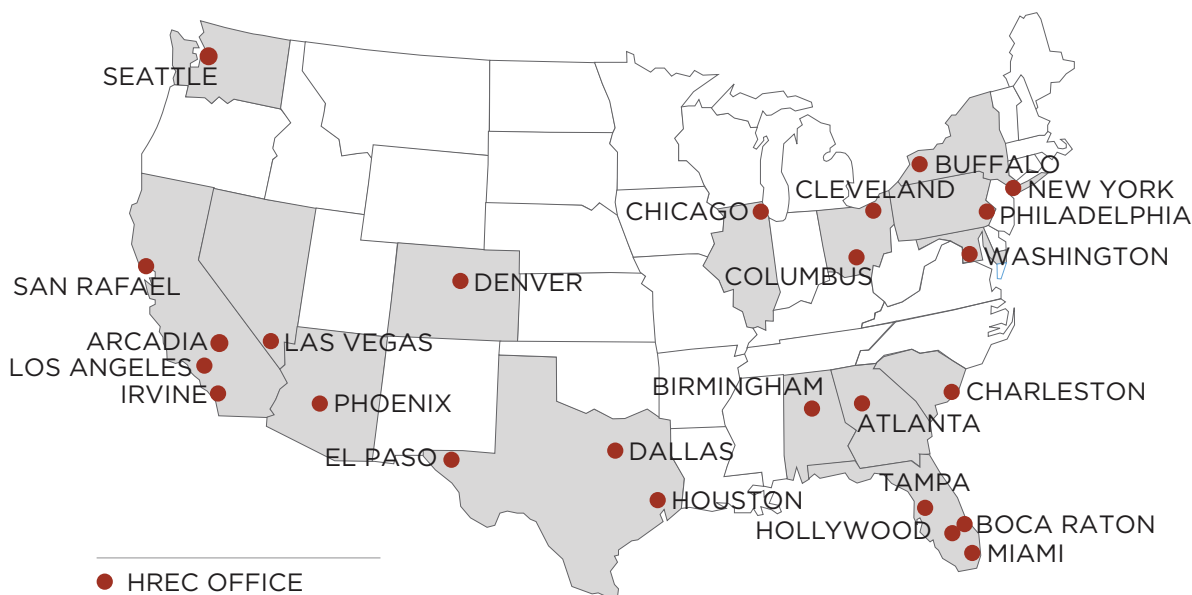 SEATTLE
BUFFALO
CLEVELAND
NEW YORK
CHICAGO
PHILADELPHIA
WASHINGTON
COLUMBUS
SAN RAFAEL
DENVER
ARCADIA
LAS VEGAS
LOS ANGELES
IRVINE
BIRMINGHAM
CHARLESTON
PHOENIX
ATLANTA
EL PASO
DALLAS
TAMPA
HOUSTON
HOLLYWOOD
BOCA RATON
MIAMI
HREC OFFICE